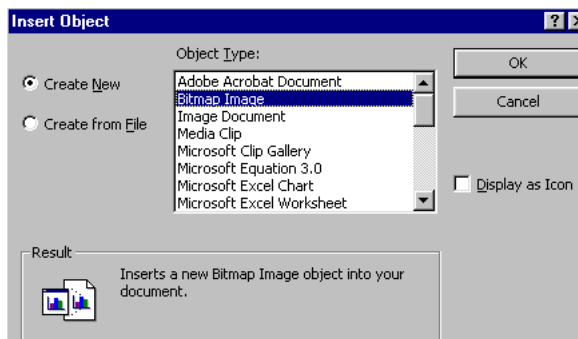 Insert Object
Object Type:
Create New
Create from File
Adobe Acrobat Document
Bitmap Image
Image Document
Media Clip
Microsoft Clip Gallery
Microsoft Equation 3.0
Microsoft Excel Chart
Microsoft Excel Worksheet
OK
Cancel
Display as Icon
Result
Inserts a new Bitmap Image object into your
document.